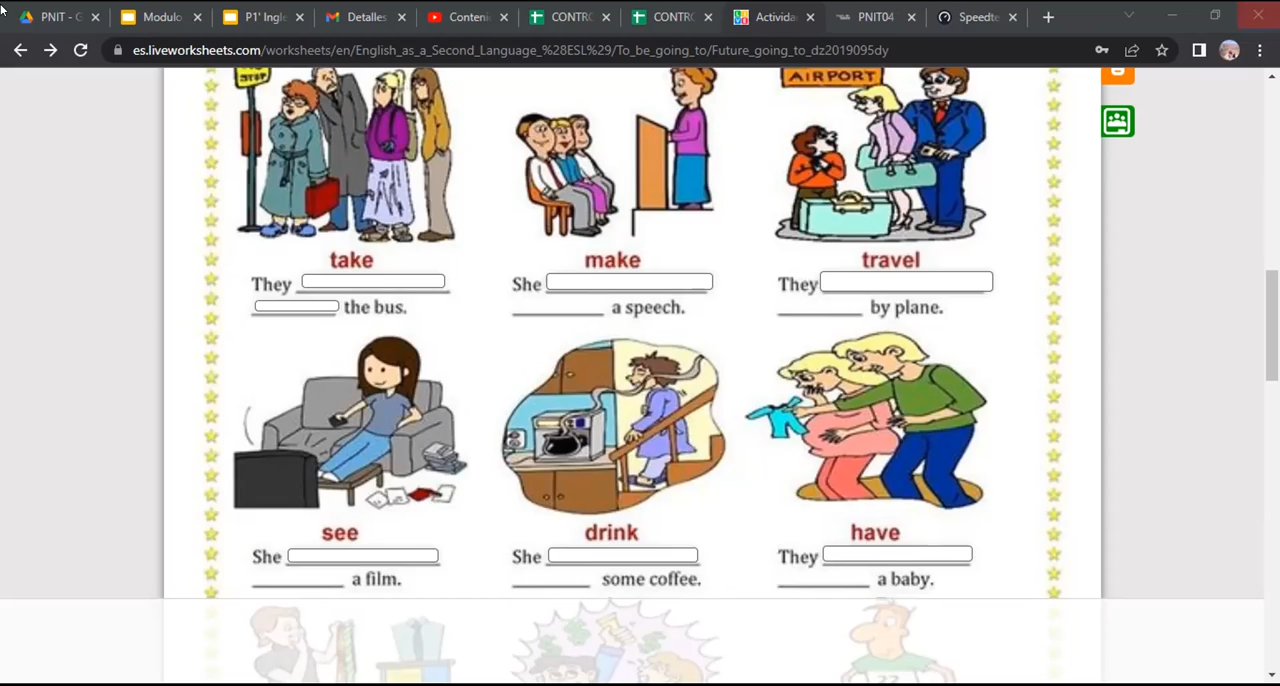 PNIT - G
Modulo
P1' Ingle
Detalles
Conteni
CONTRO
CONTRO
Activida
PNIT04
Speedte
es.liveworksheets.com/worksheets/en/English_as_a_Second_Language_%28ESL%29/To_be_going_to/Future_going_to_dz2019095dy
STOP
AIRPORT
take
make
travel
They
She
They
the bus.
a speech.
by plane.
see
drink
have
She
She
They
a film.
some coffee.
a baby.